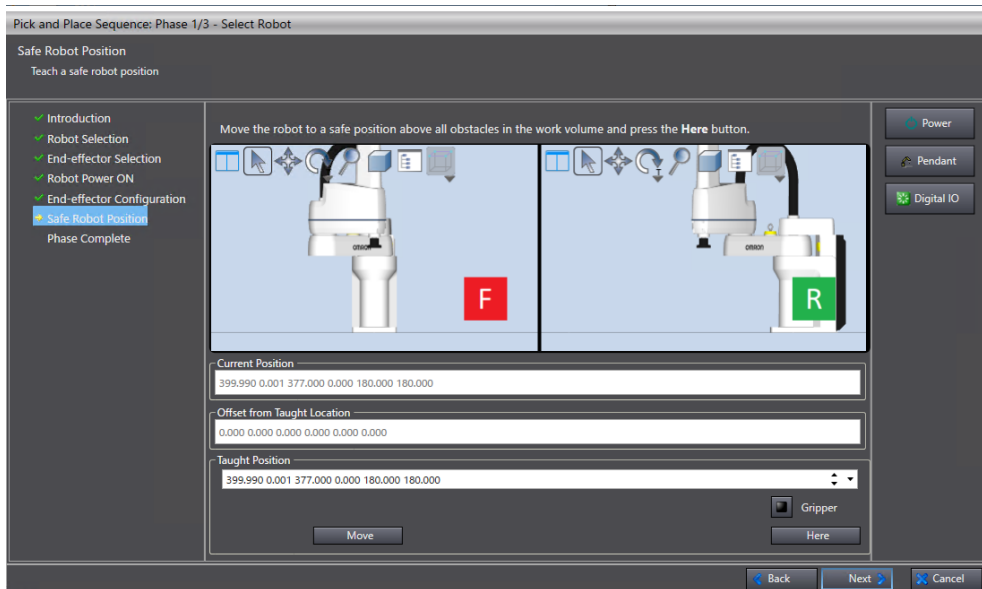 Pick and Place Sequence: Phase 1/3 - Select Robot
Safe Robot Position
Teach a safe robot position
Introduction
Robot Selection
End-effector Selection
Robot Power ON
End-effector Configuration
Safe Robot Position
Phase Complete
Move the robot to a safe position above all obstacles in the work volume and press the Here button.
OMRON
F
OMRON
R
Current Position
399.990 0.001 377.000 0.000 180.000 180.000
Offset from Taught Location
0.000 0.000 0.000 0.000 0.000 0.000
Taught Position
399.990 0.001 377.000 0.000 180.000 180.000
Gripper
Move
Here
Power
Pendant
Digital IO
Back
Next
Cancel